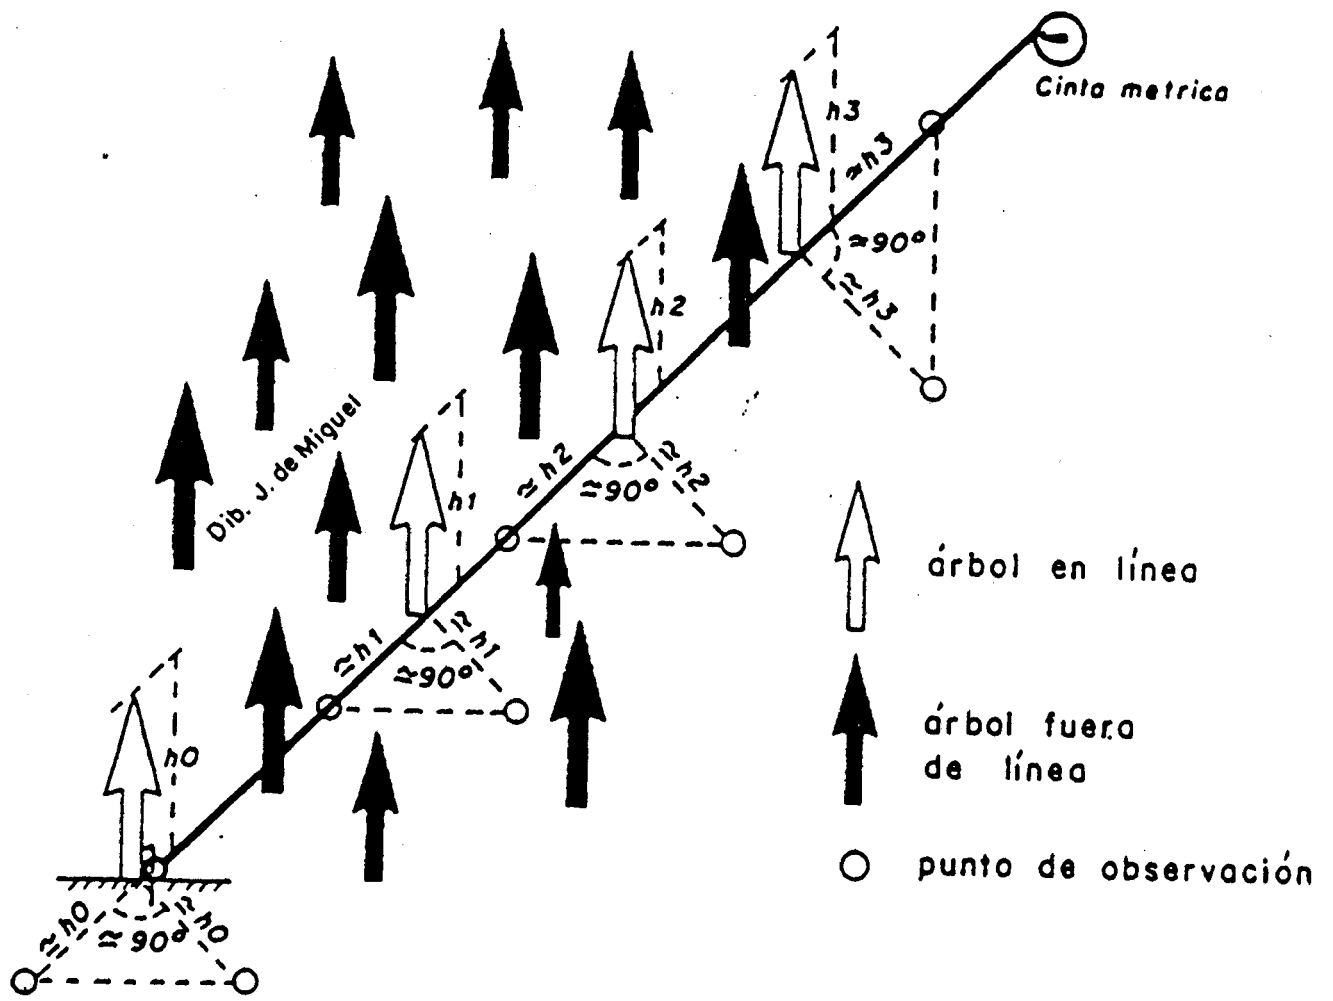 Cinta metrica
h3
≃h3
≃90°
≃h3
h2
≃h2
≃90°
≃h2
Dib. J. de Miguel
h1
≃h1
≃90°
≃h1
h0
≃h0
≃90°
≃h0
árbol en línea
árbol fuera
de línea
punto de observación